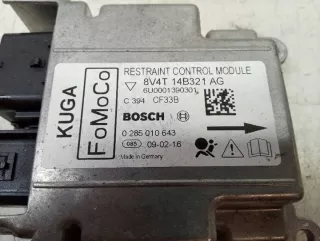 KUGA
FoMoCo
RESTRAINT CONTROL MODULE
8V4T 14B321 AG
6U0001390301
C 394 CF33B
BOSCH
0 285 010 643
085 09-02-16
Made in Germany